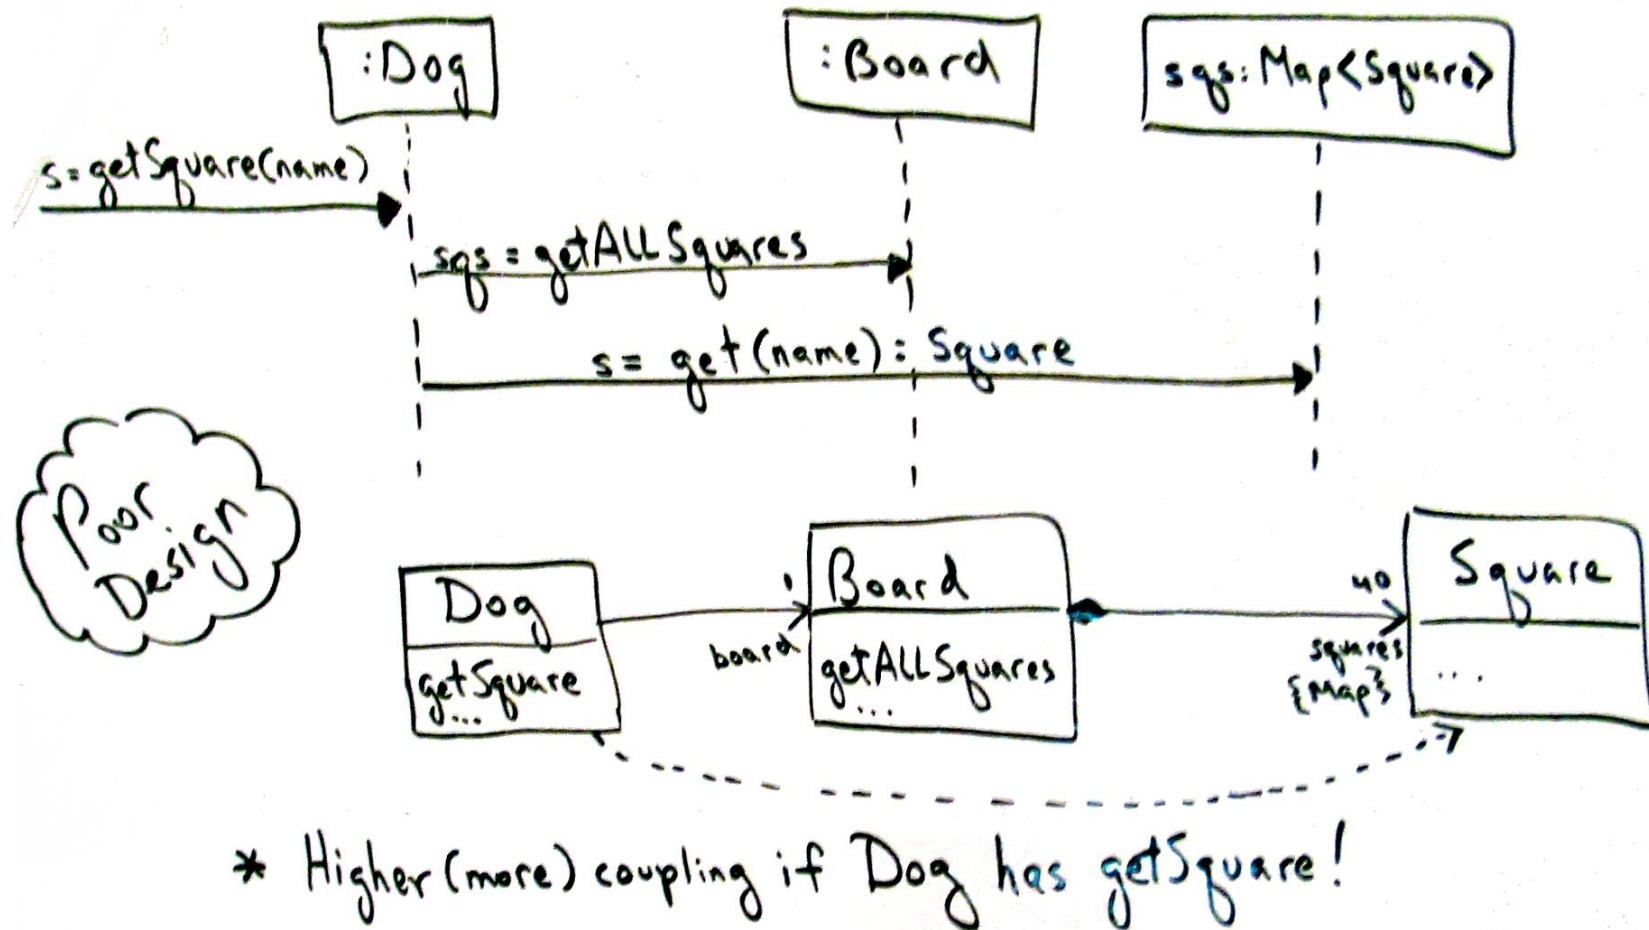 :Dog
:Board
sqs: Map<Square>
s=getSquare(name)
sqs = getALLSquares
s= get(name): Square
Poor
Design
Dog
getSquare
...
1
board
Board
getALLSquares
...
40
squares
{Map}
Square
...
* Higher (more) coupling if Dog has getSquare!